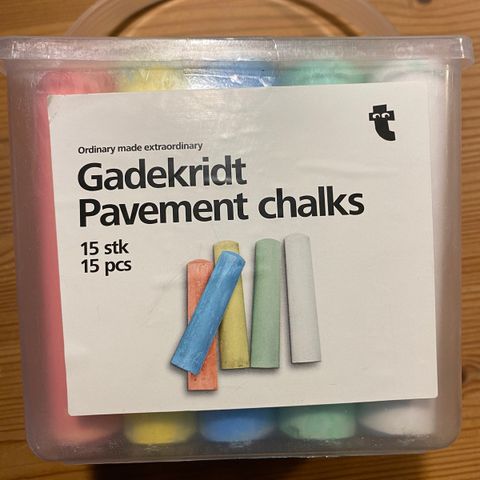 Ordinary made extraordinary
Gadekridt
Pavement chalks
15 stk
15 pcs